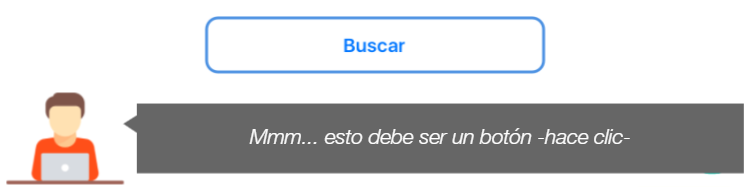 Buscar
Mmm... esto debe ser un botón -hace clic-